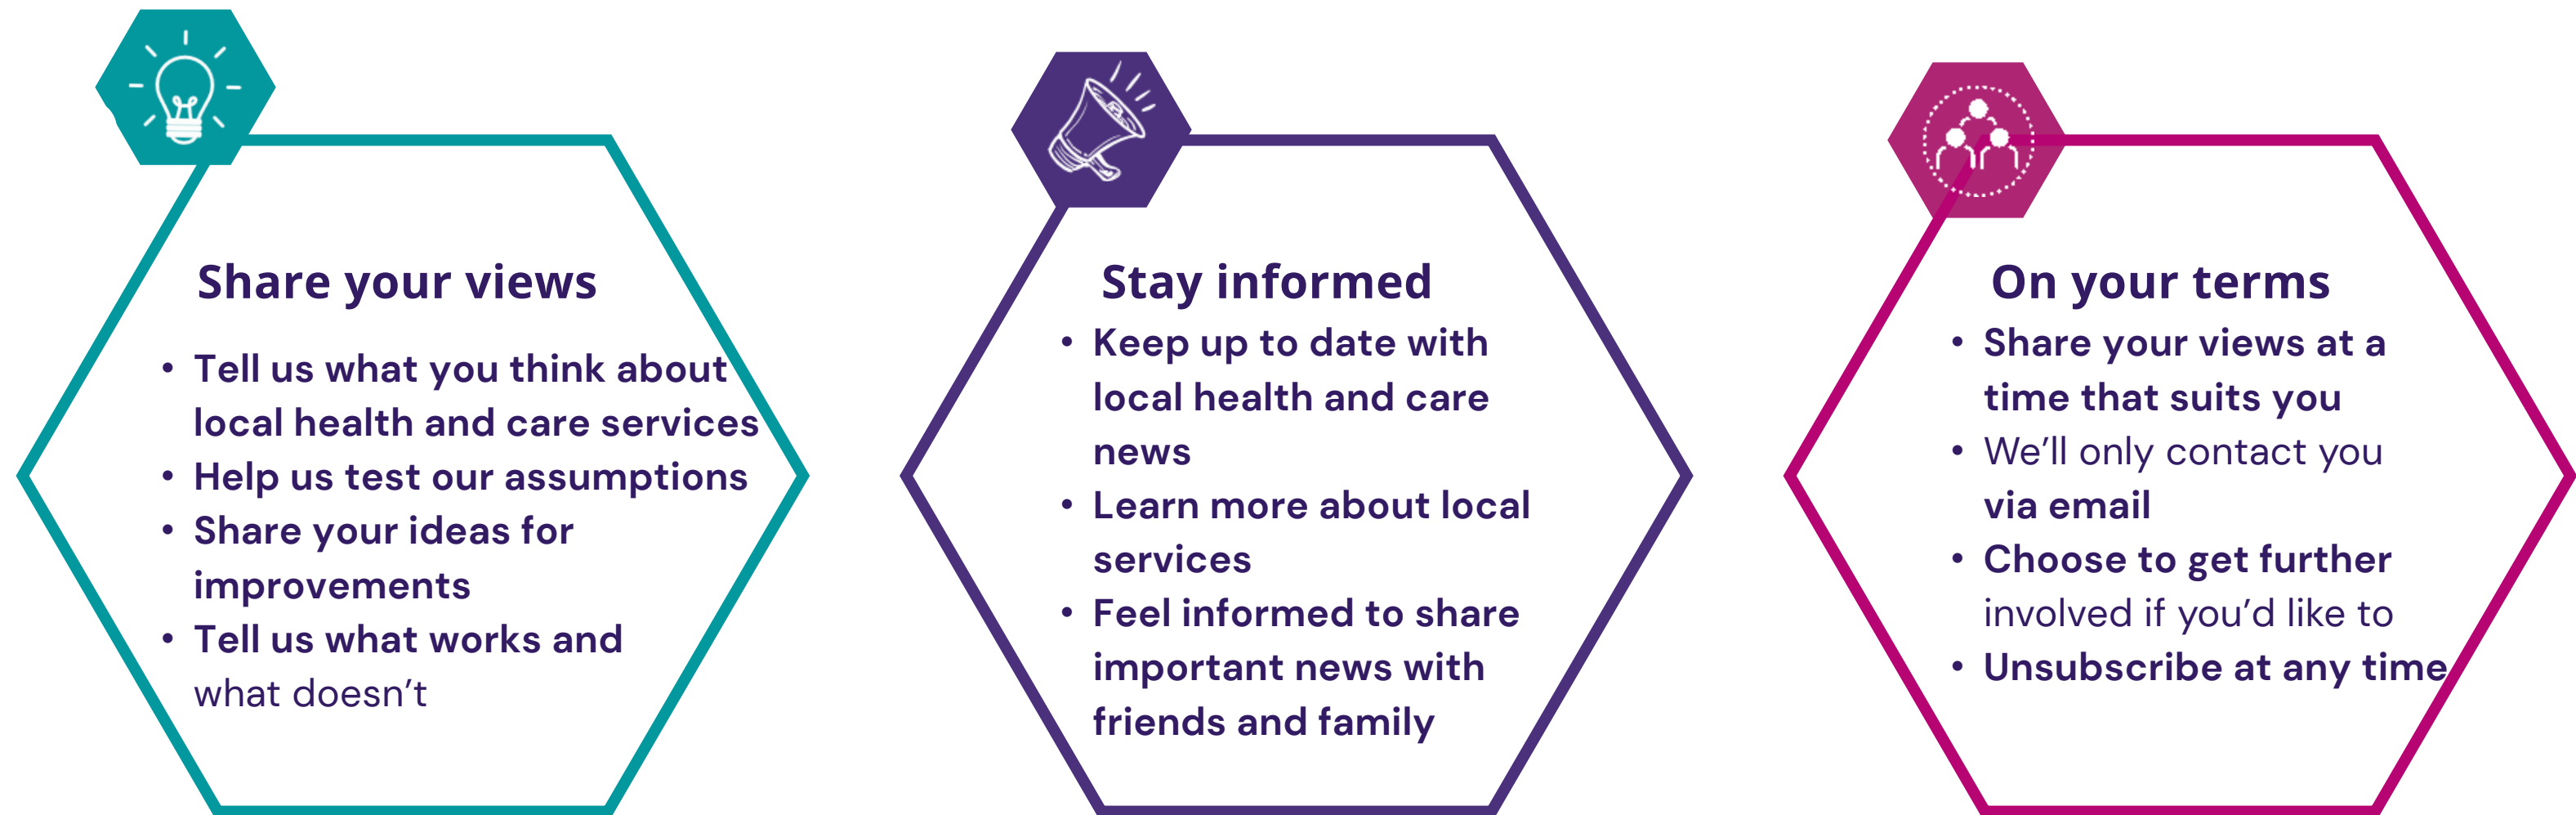 Share your views
• Tell us what you think about
local health and care services
• Help us test our assumptions
• Share your ideas for
improvements
• Tell us what works and
what doesn’t
Stay informed
• Keep up to date with
local health and care
news
• Learn more about local
services
• Feel informed to share
important news with
friends and family
On your terms
• Share your views at a
time that suits you
• We’ll only contact you
via email
• Choose to get further
involved if you’d like to
• Unsubscribe at any time